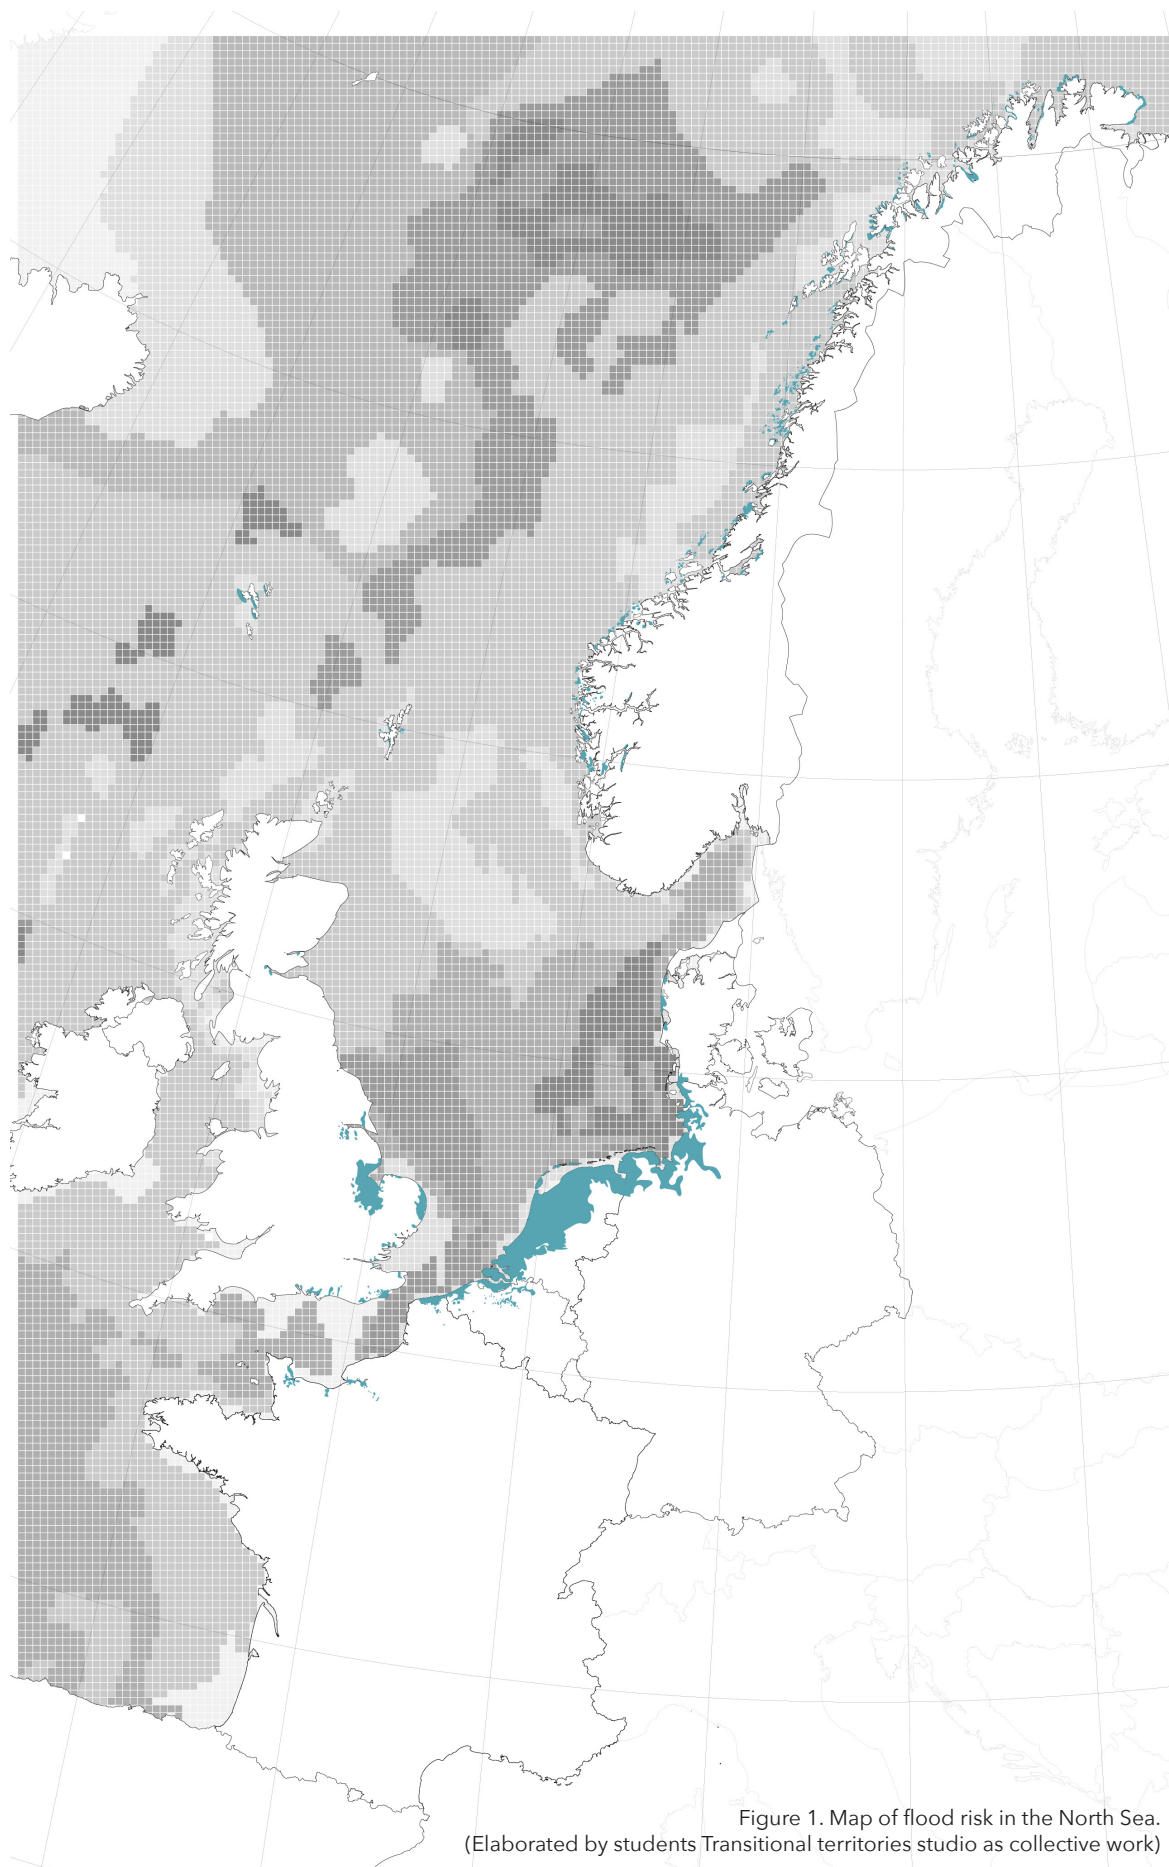 Figure 1. Map of flood risk in the North Sea.
(Elaborated by students Transitional territories studio as collective work)